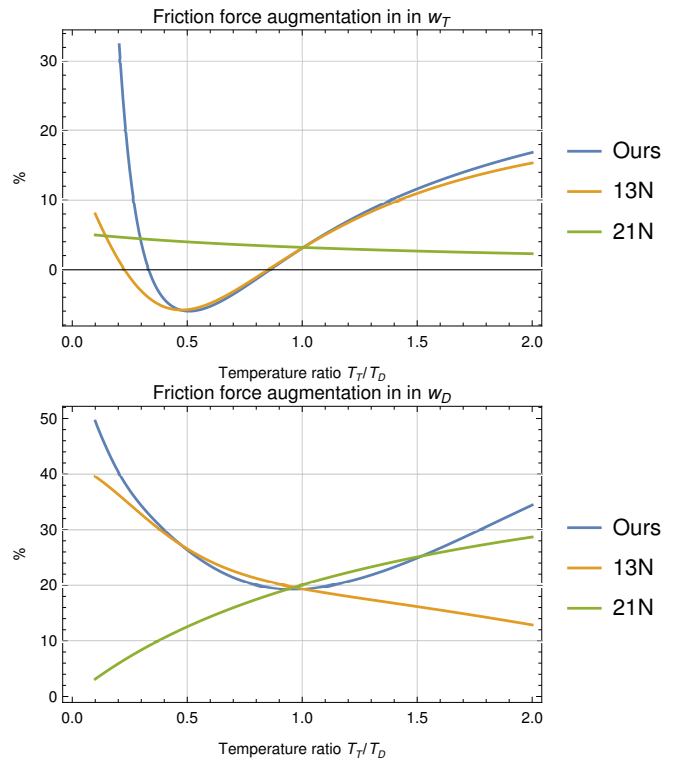 Friction force augmentation in in w_T
30
20
10
0
%
0.0 0.5 1.0 1.5 2.0
Temperature ratio T_T/T_D
Ours
13N
21N
Friction force augmentation in in w_D
50
40
30
20
10
0
%
0.0 0.5 1.0 1.5 2.0
Temperature ratio T_T/T_D
Ours
13N
21N